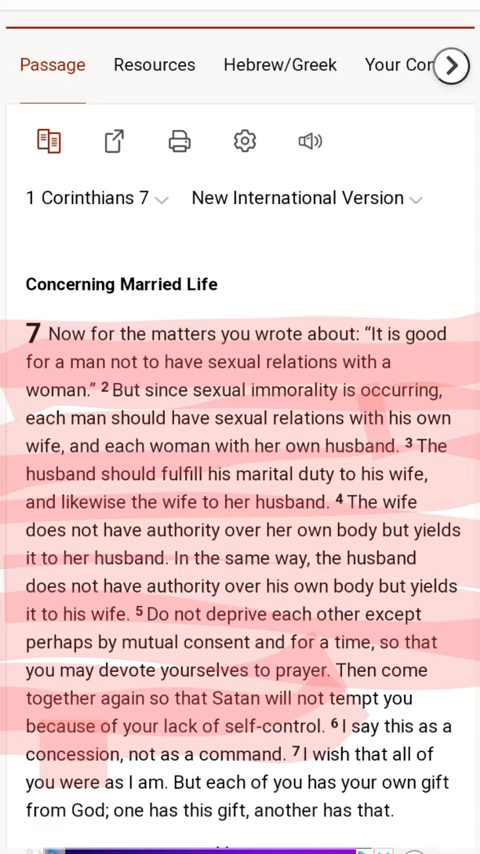 Passage Resources Hebrew/Greek Your Cor
1 Corinthians 7 New International Version
Concerning Married Life
7 Now for the matters you wrote about: “It is good
for a man not to have sexual relations with a
woman.” 2 But since sexual immorality is occurring,
each man should have sexual relations with his own
wife, and each woman with her own husband. 3 The
husband should fulfill his marital duty to his wife,
and likewise the wife to her husband. 4 The wife
does not have authority over her own body but yields
it to her husband. In the same way, the husband
does not have authority over his own body but yields
it to his wife. 5 Do not deprive each other except
perhaps by mutual consent and for a time, so that
you may devote yourselves to prayer. Then come
together again so that Satan will not tempt you
because of your lack of self-control. 6 I say this as a
concession, not as a command. 7 I wish that all of
you were as I am. But each of you has your own gift
from God; one has this gift, another has that.